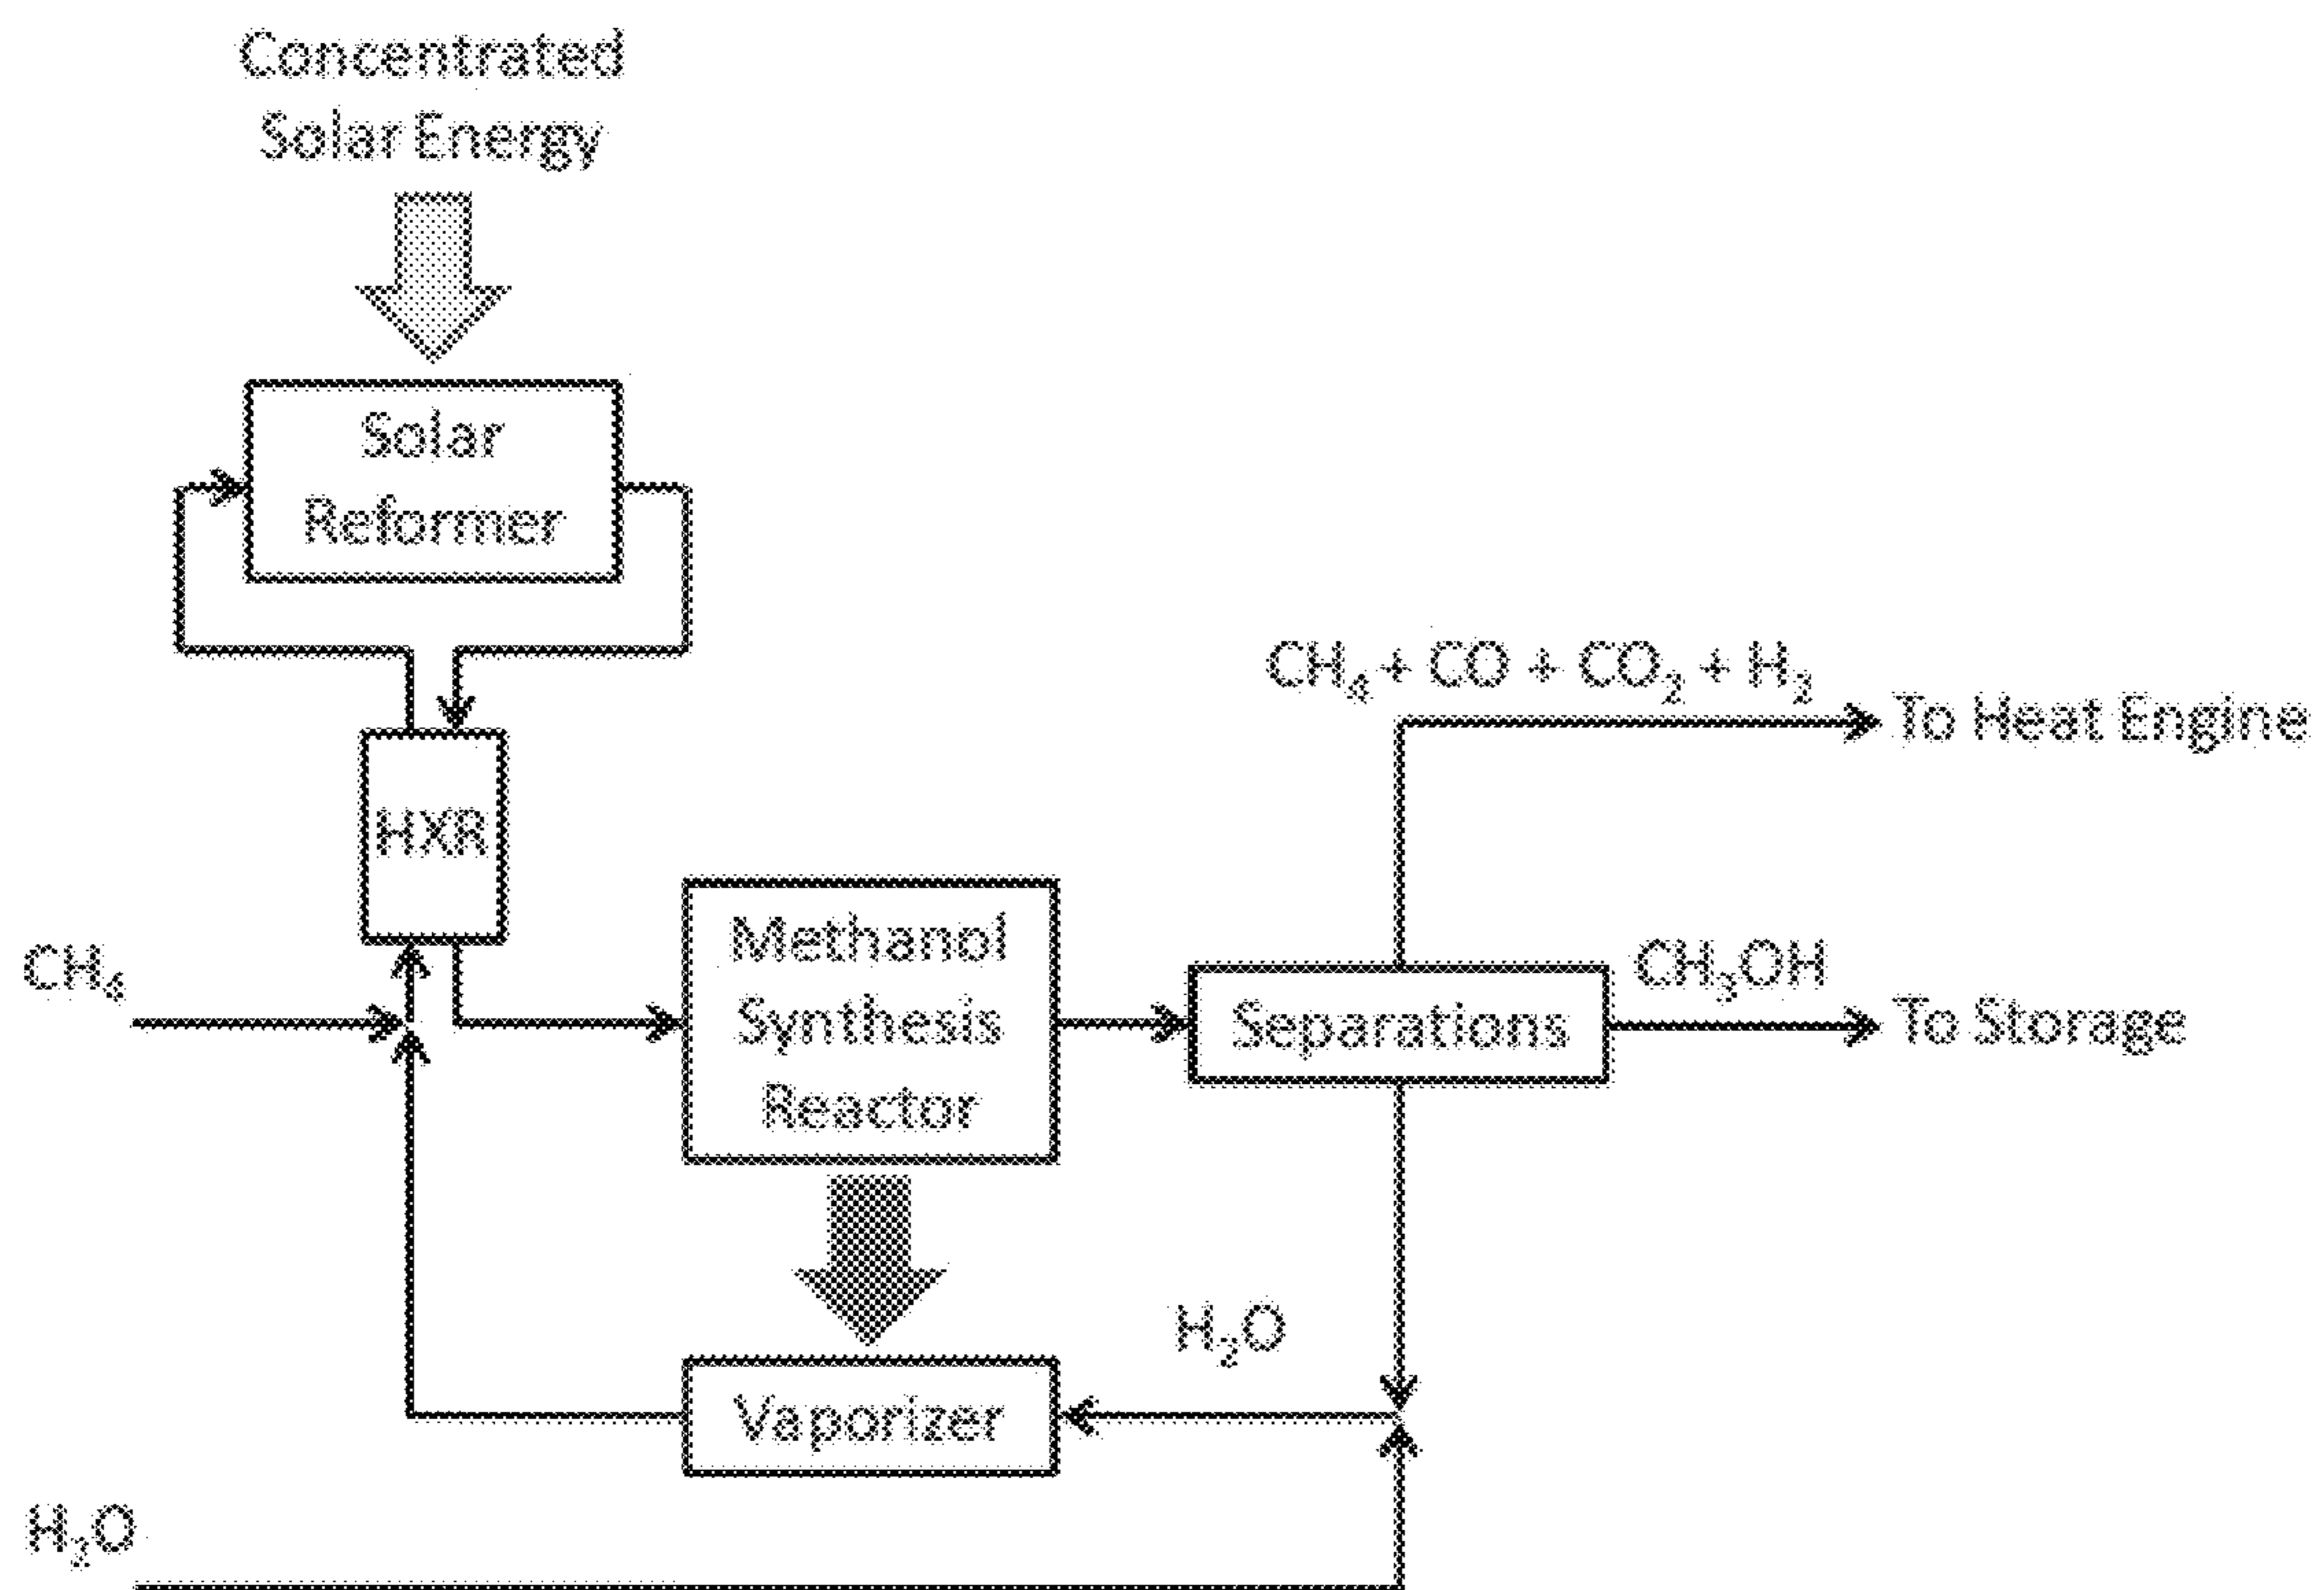 Concentrated
Solar Energy
Solar
Reformer
HXR
CH₄ + CO + CO₂ + H₂
To Heat Engine
CH₄
Methanol
Synthesis
Reactor
Separations
CH₃OH
To Storage
H₂O
Vaporizer
H₂O